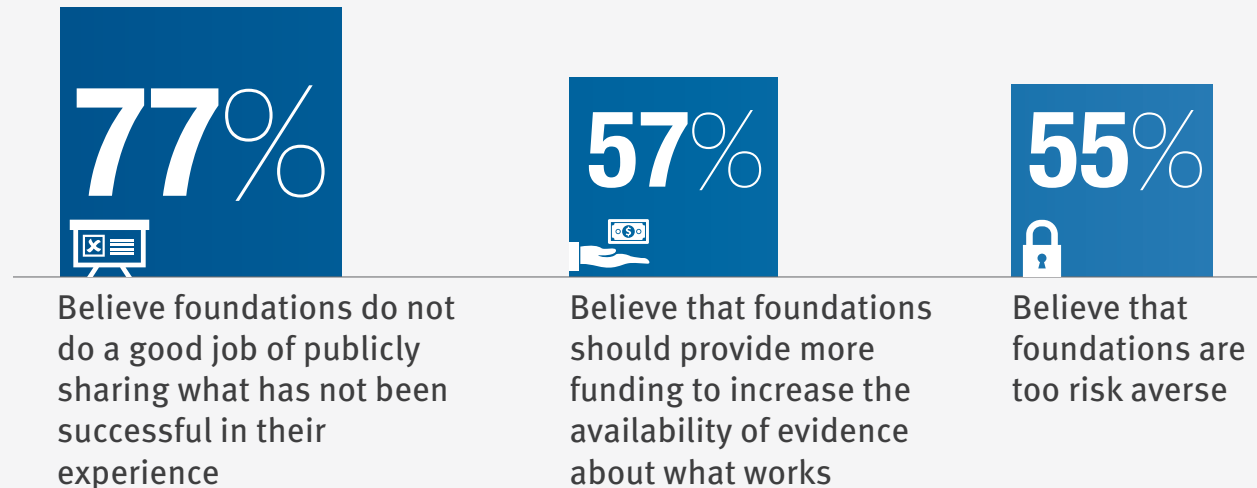 77%
Believe foundations do not
do a good job of publicly
sharing what has not been
successful in their
experience
57%
Believe that foundations
should provide more
funding to increase the
availability of evidence
about what works
55%
Believe that
foundations are
too risk averse